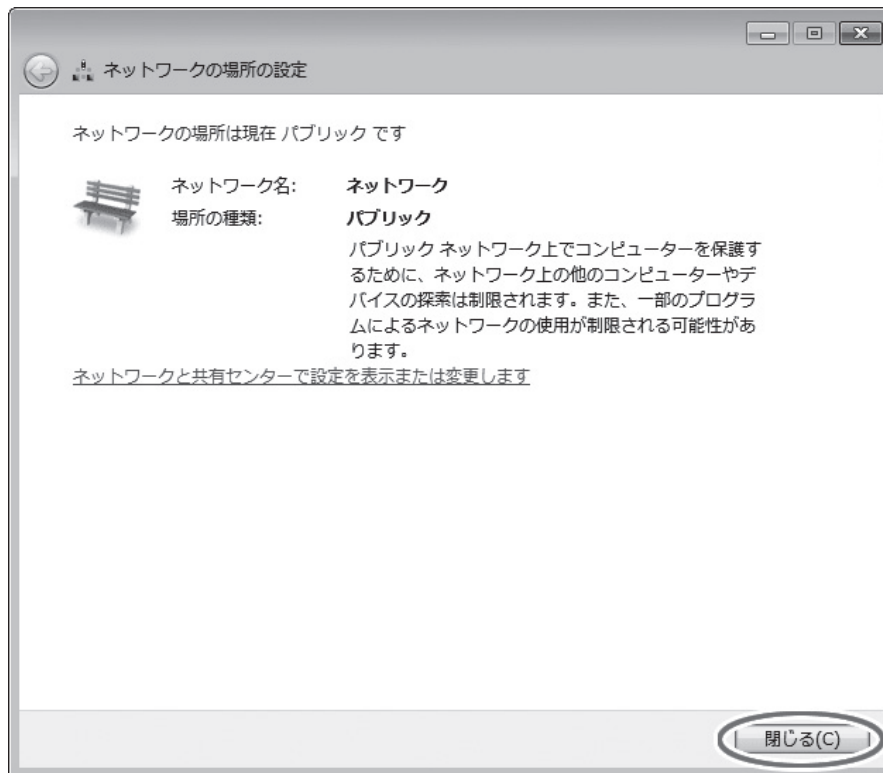 ネットワークの場所の設定
ネットワークの場所は現在 パブリック です
ネットワーク名: ネットワーク
場所の種類: パブリック
パブリック ネットワーク上でコンピューターを保護す
るために、ネットワーク上の他のコンピューターやデ
バイスの探索は制限されます。また、一部のプログラ
ムによるネットワークの使用が制限される可能性があ
ります。
ネットワークと共有センターで設定を表示または変更します
閉じる(C)